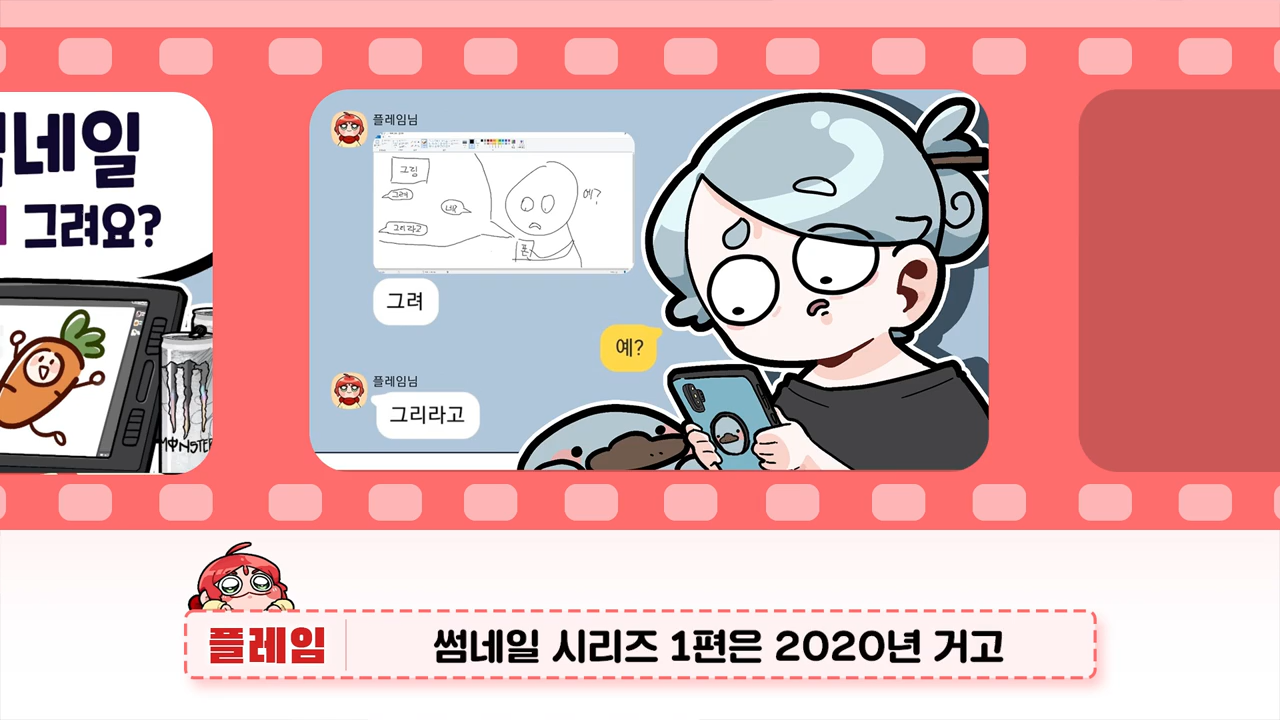 썸네일
그려요?
MONSTER
플레임님
그림
그려
네?
그리라고
예?
폰
그려
예?
플레임님
그리라고
플레임
썸네일 시리즈 1편은 2020년 거고